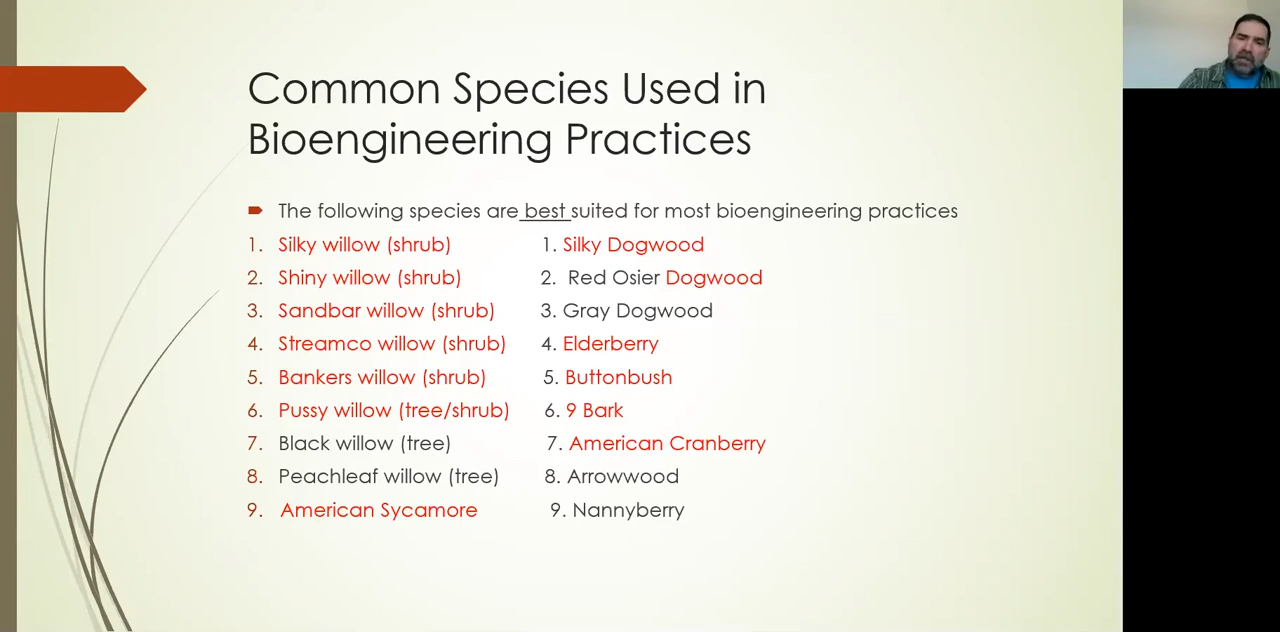 Common Species Used in
Bioengineering Practices
The following species are best suited for most bioengineering practices
1. Silky willow (shrub)
2. Shiny willow (shrub)
3. Sandbar willow (shrub)
4. Streamco willow (shrub)
5. Bankers willow (shrub)
6. Pussy willow (tree/shrub)
7. Black willow (tree)
8. Peachleaf willow (tree)
9. American Sycamore
1. Silky Dogwood
2. Red Osier Dogwood
3. Gray Dogwood
4. Elderberry
5. Buttonbush
6. 9 Bark
7. American Cranberry
8. Arrowwood
9. Nannyberry